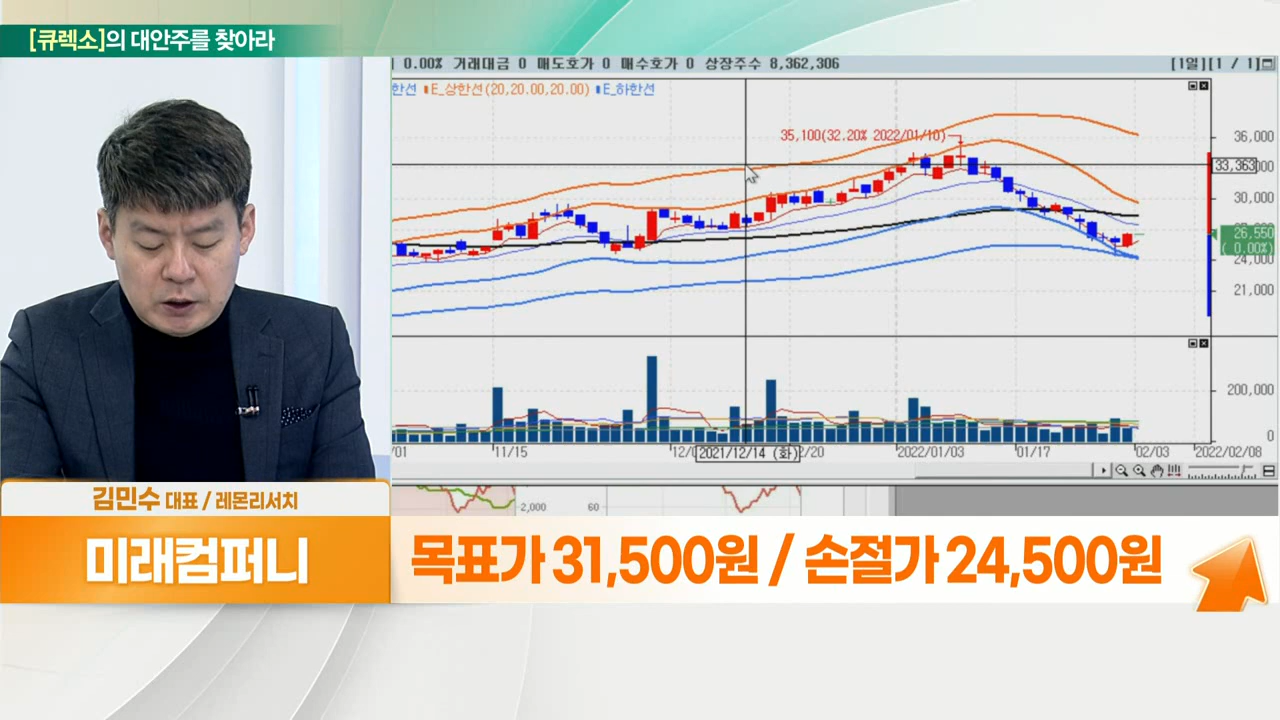 [큐렉소]의 대안주를 찾아라
0.00% 거래대금 0 매도호가 0 매수호가 0 상장주수 8,362,306 [1일][1 / 1]
한선 E_상한선(20,20.00,20.00) E_하한선
35,100(32.20% 2022/01/10)
36,000
33,363
30,000
26,550
( 0.00%)
24,000
21,000
200,000
0
/01 11/15 2021/12/14 (화) 2022/01/03 01/17 02/03 2022/02/08
2,000 60
김민수 대표 / 레몬리서치
미래컴퍼니
목표가 31,500원 / 손절가 24,500원